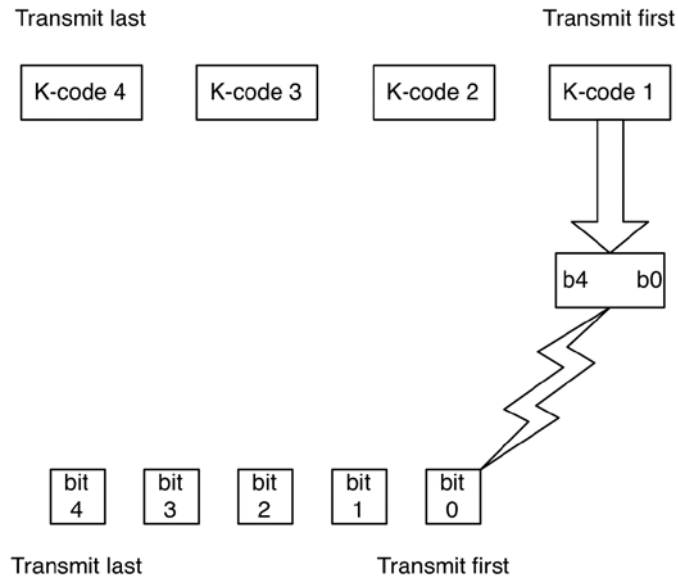 Transmit last Transmit first
K-code 4 K-code 3 K-code 2 K-code 1
b4 b0
bit bit bit bit bit
4 3 2 1 0
Transmit last Transmit first